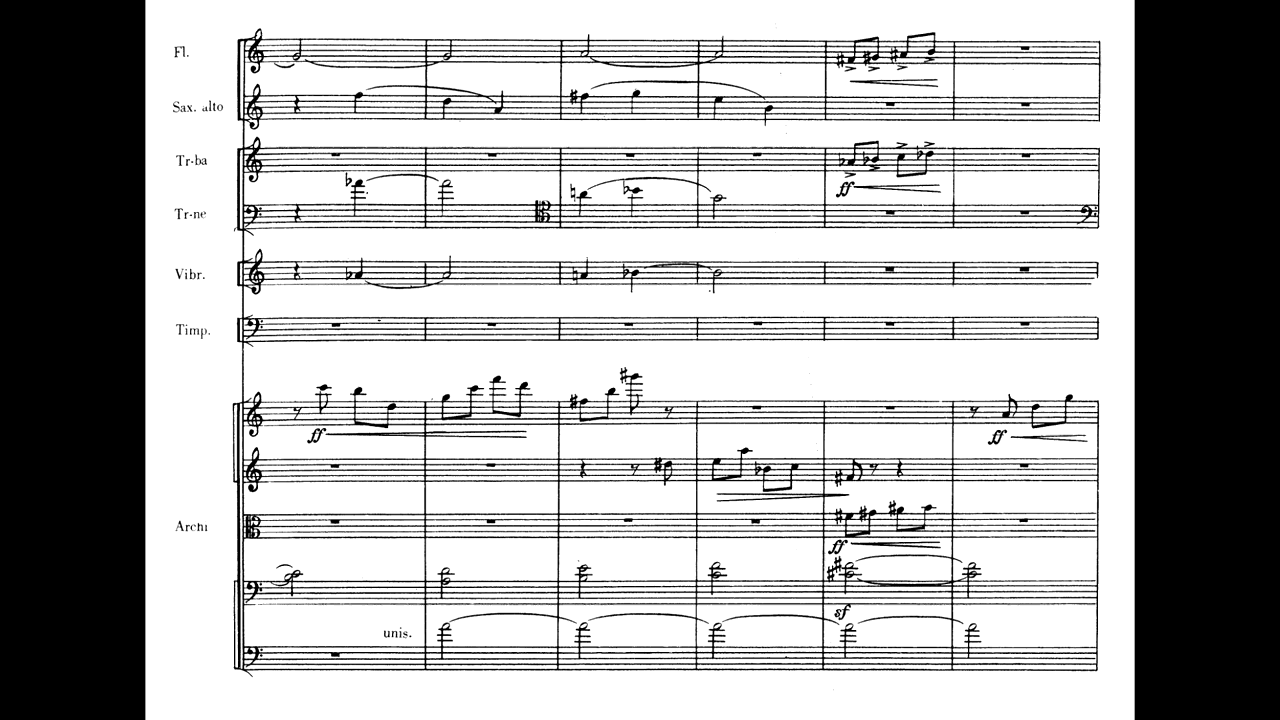 Fl.
Sax. alto
Tr-ba
ff
Tr-ne
Vibr.
Timp.
ff
ff
Archi
ff
sf
unis.